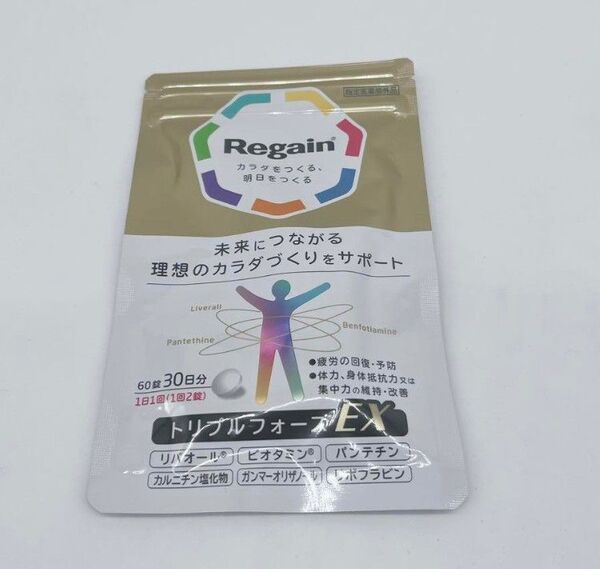 指定医薬部外品
Regain®
カラダをつくる、
明日をつくる
未来につながる
理想のカラダづくりをサポート
Liverall
Pantethine
Benfotiamine
●疲労の回復・予防
●体力、身体抵抗力又は
集中力の維持・改善
60錠30日分
1日1回(1回2錠)
トリプルフォースEX
リバオール®
ビオタミン®
パンテチン
カルニチン塩化物
ガンマーオリザノール
リボフラビン